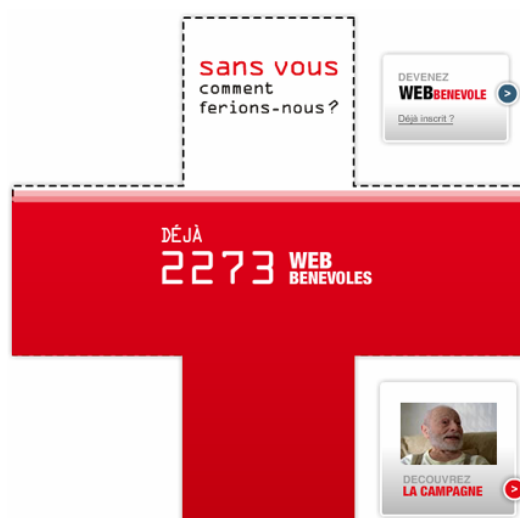 sans vous
comment
ferions-nous?
DEVENEZ
WEBBENEVOLE
Déjà inscrit ?
DÉJÀ
2273 WEB
BENEVOLES
DECOUVREZ
LA CAMPAGNE